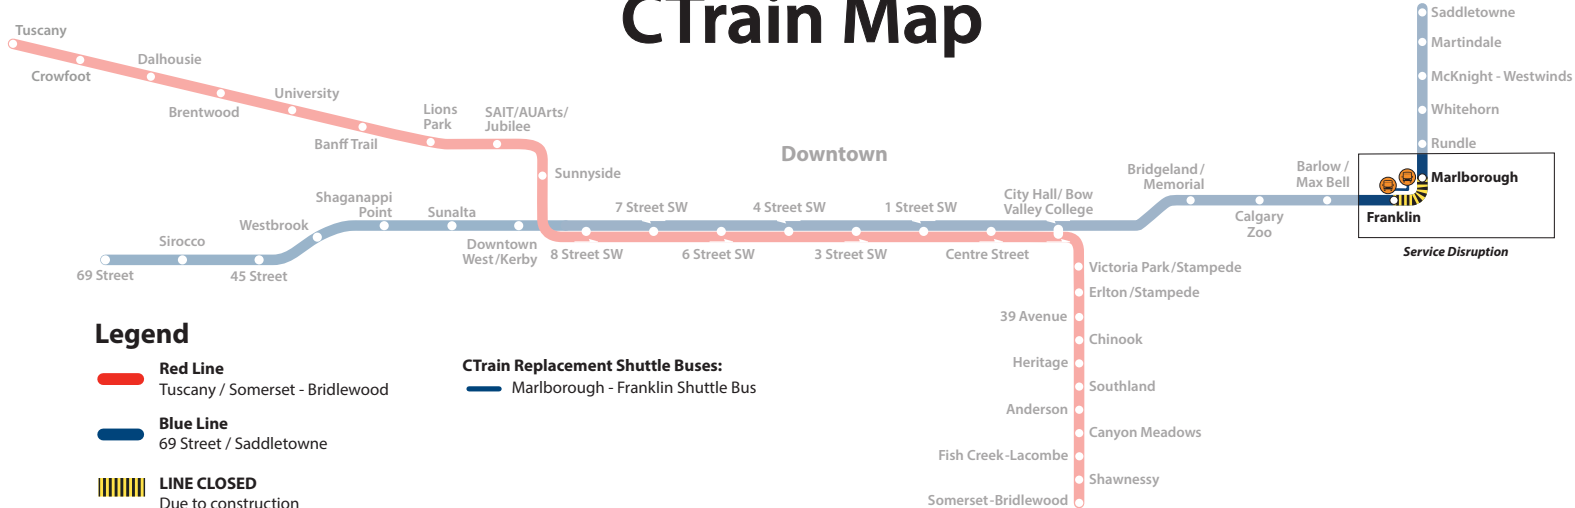 CTrain Map
Tuscany
Crowfoot
Dalhousie
Brentwood
University
Banff Trail
Lions
Park
SAIT/AUArts/
Jubilee
Sunnyside
Downtown
Saddletowne
Martindale
McKnight - Westwinds
Whitehorn
Rundle
Marlborough
Franklin
Service Disruption
Barlow /
Max Bell
Calgary
Zoo
Bridgeland /
Memorial
City Hall/ Bow
Valley College
Centre Street
1 Street SW
3 Street SW
4 Street SW
6 Street SW
7 Street SW
8 Street SW
Downtown
West/Kerby
Sunalta
Shaganappi
Point
Westbrook
45 Street
Sirocco
69 Street
Victoria Park/Stampede
Erlton/Stampede
39 Avenue
Chinook
Heritage
Southland
Anderson
Canyon Meadows
Fish Creek-Lacombe
Shawnessy
Somerset-Bridlewood
Legend
Red Line
Tuscany / Somerset - Bridlewood
Blue Line
69 Street / Saddletowne
LINE CLOSED
Due to construction
CTrain Replacement Shuttle Buses:
Marlborough - Franklin Shuttle Bus